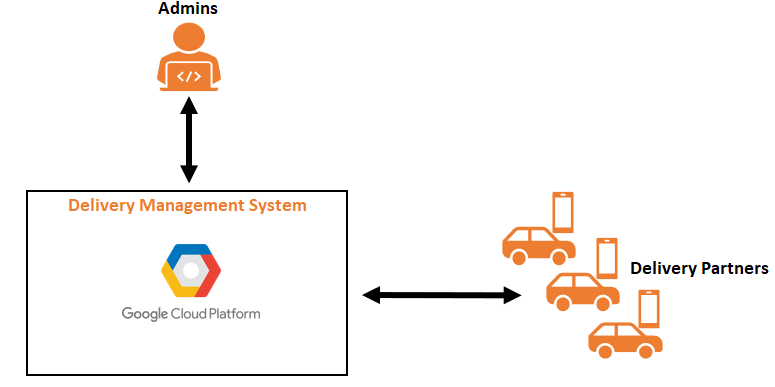 Admins
</>
Delivery Management System
Google Cloud Platform
Delivery Partners